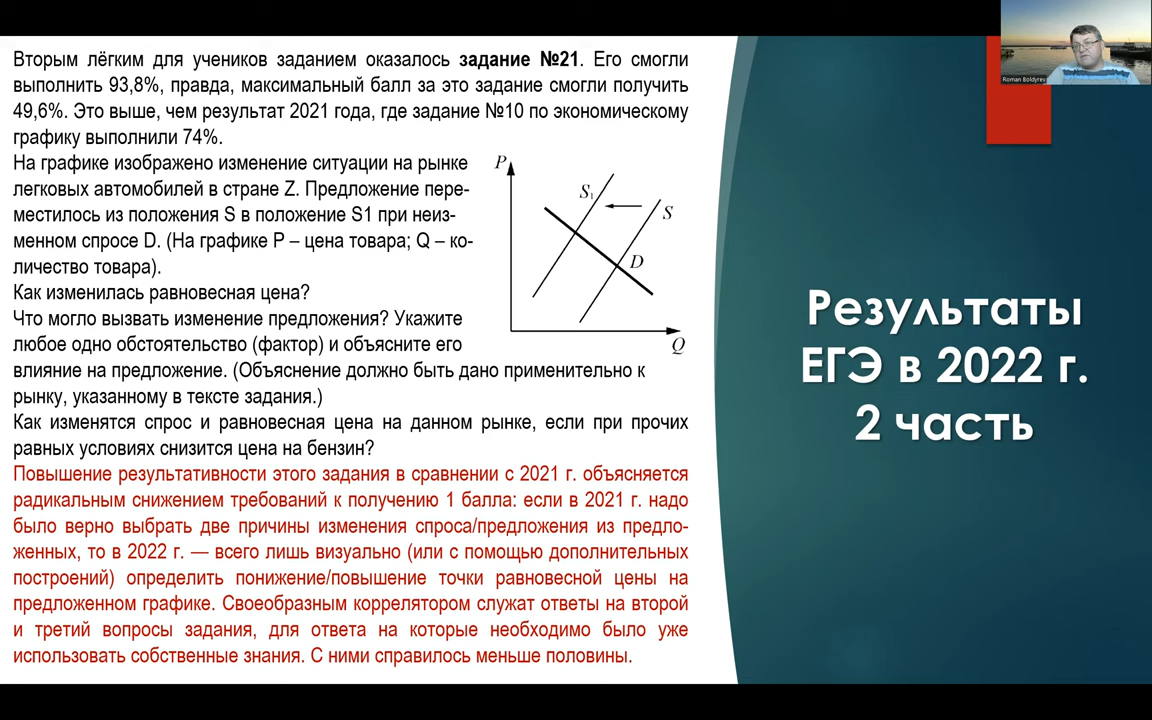 Вторым лёгким для учеников заданием оказалось задание №21. Его смогли
выполнить 93,8%, правда, максимальный балл за это задание смогли получить
49,6%. Это выше, чем результат 2021 года, где задание №10 по экономическому
графику выполнили 74%.
На графике изображено изменение ситуации на рынке
легковых автомобилей в стране Z. Предложение пере-
местилось из положения S в положение S1 при неиз-
менном спросе D. (На графике P – цена товара; Q – ко-
личество товара).
Как изменилась равновесная цена?
Что могло вызвать изменение предложения? Укажите
любое одно обстоятельство (фактор) и объясните его
влияние на предложение. (Объяснение должно быть дано применительно к
рынку, указанному в тексте задания.)
Как изменятся спрос и равновесная цена на данном рынке, если при прочих
равных условиях снизится цена на бензин?
Повышение результативности этого задания в сравнении с 2021 г. объясняется
радикальным снижением требований к получению 1 балла: если в 2021 г. надо
было верно выбрать две причины изменения спроса/предложения из предло-
женных, то в 2022 г. — всего лишь визуально (или с помощью дополнительных
построений) определить понижение/повышение точки равновесной цены на
предложенном графике. Своеобразным коррелятором служат ответы на второй
и третий вопросы задания, для ответа на которые необходимо было уже
использовать собственные знания. С ними справилось меньше половины.
P
S₁
S
D
Q
Результаты
ЕГЭ в 2022 г.
2 часть
Roman Boldyrev